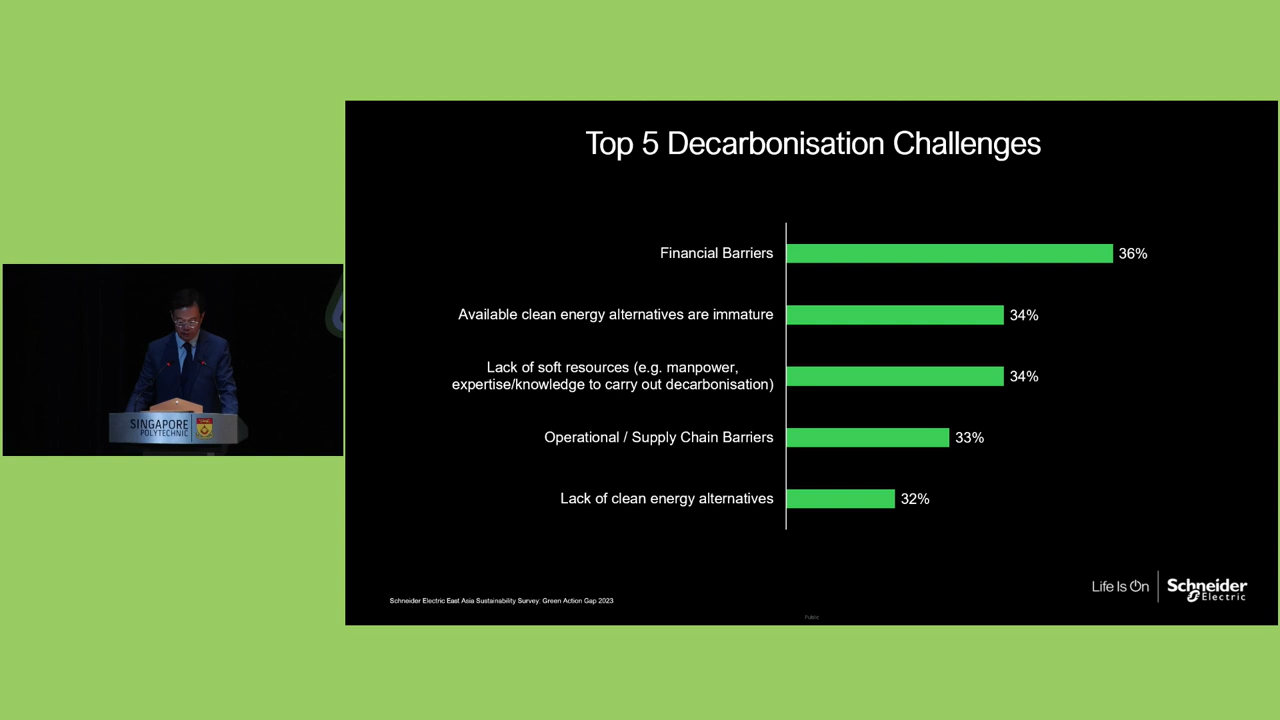 Top 5 Decarbonisation Challenges
Financial Barriers
36%
Available clean energy alternatives are immature
34%
Lack of soft resources (e.g. manpower,
expertise/knowledge to carry out decarbonisation)
34%
Operational / Supply Chain Barriers
33%
Lack of clean energy alternatives
32%
SINGAPORE
POLYTECHNIC
Schneider Electric East Asia Sustainability Survey: Green Action Gap 2023
Life Is On
Schneider
Electric
Public